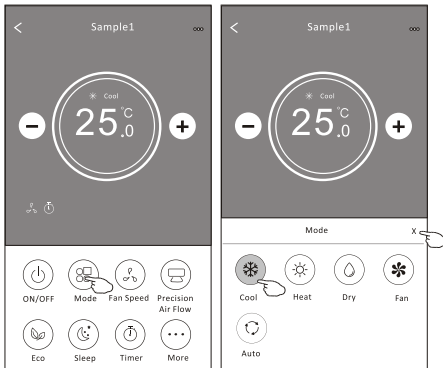 Sample1
Cool
25.0°C
ON/OFF Mode Fan Speed Precision Air Flow
Eco Sleep Timer More
Sample1
Cool
25.0°C
Mode X
Cool Heat Dry Fan
Auto